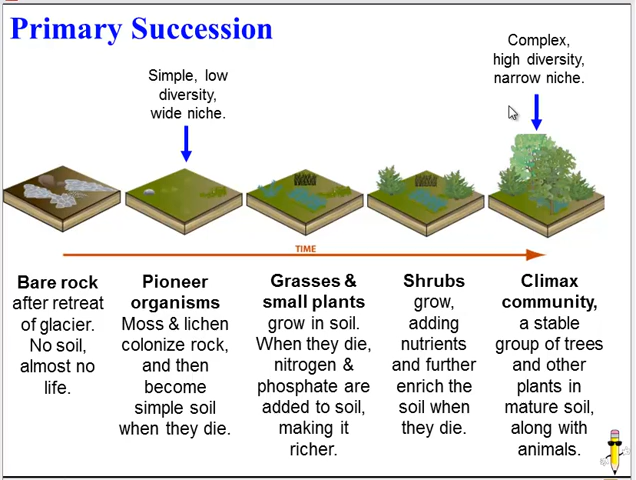 Primary Succession
Simple, low
diversity,
wide niche.
Complex,
high diversity,
narrow niche.
TIME
Bare rock
after retreat
of glacier.
No soil,
almost no
life.
Pioneer
organisms
Moss & lichen
colonize rock,
and then
become
simple soil
when they die.
Grasses &
small plants
grow in soil.
When they die,
nitrogen &
phosphate are
added to soil,
making it
richer.
Shrubs
grow,
adding
nutrients
and further
enrich the
soil when
they die.
Climax
community,
a stable
group of trees
and other
plants in
mature soil,
along with
animals.